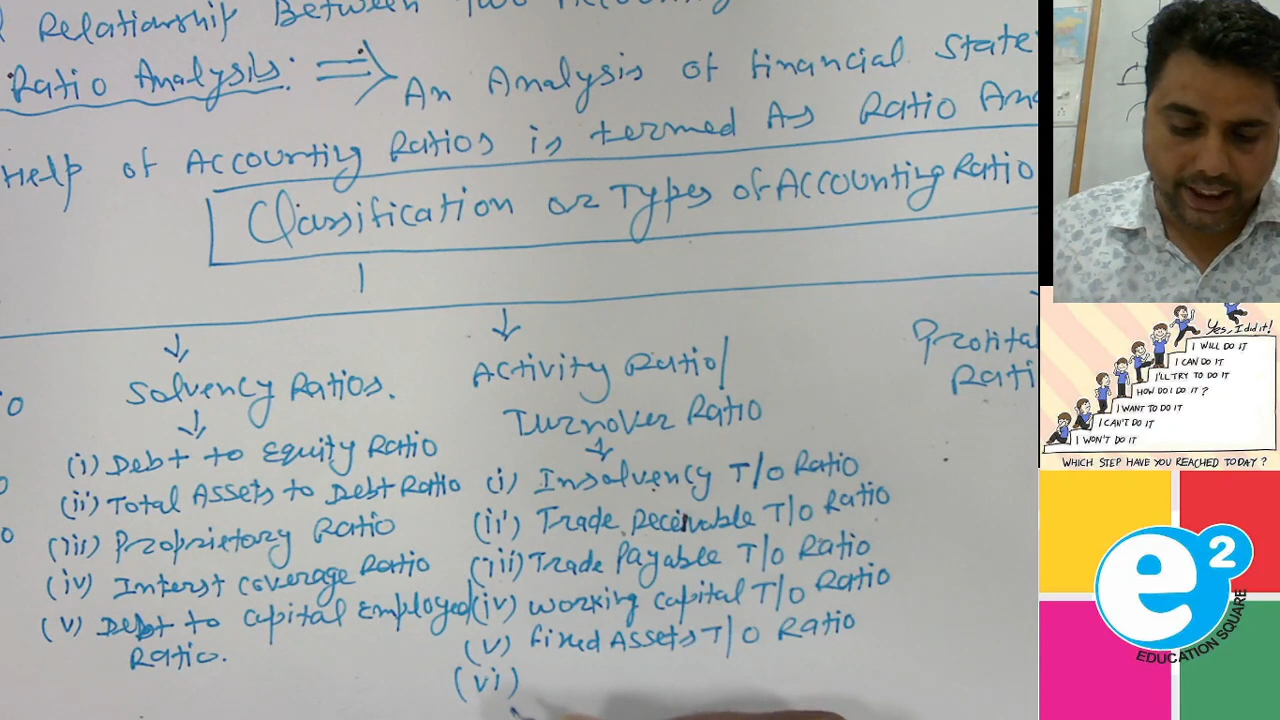 Relationship Between Two
Ratio Analysis: ⇒ An Analysis of financial State
Help of Accounting Ratios is termed As Ratio Ana
Classification or Types of Accounting Ratio
Solvency Ratios.
(i) Debt to Equity Ratio
(ii) Total Assets to Debt Ratio
(iii) Proprietory Ratio
(iv) Interst coverage Ratio
(v) Debt to capital Employed
Ratio.
Activity Ratio/
Turnover Ratio
(i) Insolvency T/O Ratio
(ii) Trade Receivable T/O Ratio
(iii) Trade Payable T/O Ratio
(iv) working capital T/O Ratio
(v) fixed Assets T/O Ratio
(vi)
Profital
Rati
Yes, I did it!
I WILL DO IT
I CAN DO IT
I'LL TRY TO DO IT
HOW DO I DO IT?
I WANT TO DO IT
I CAN'T DO IT
I WON'T DO IT
WHICH STEP HAVE YOU REACHED TODAY?
e2
EDUCATION SQUARE